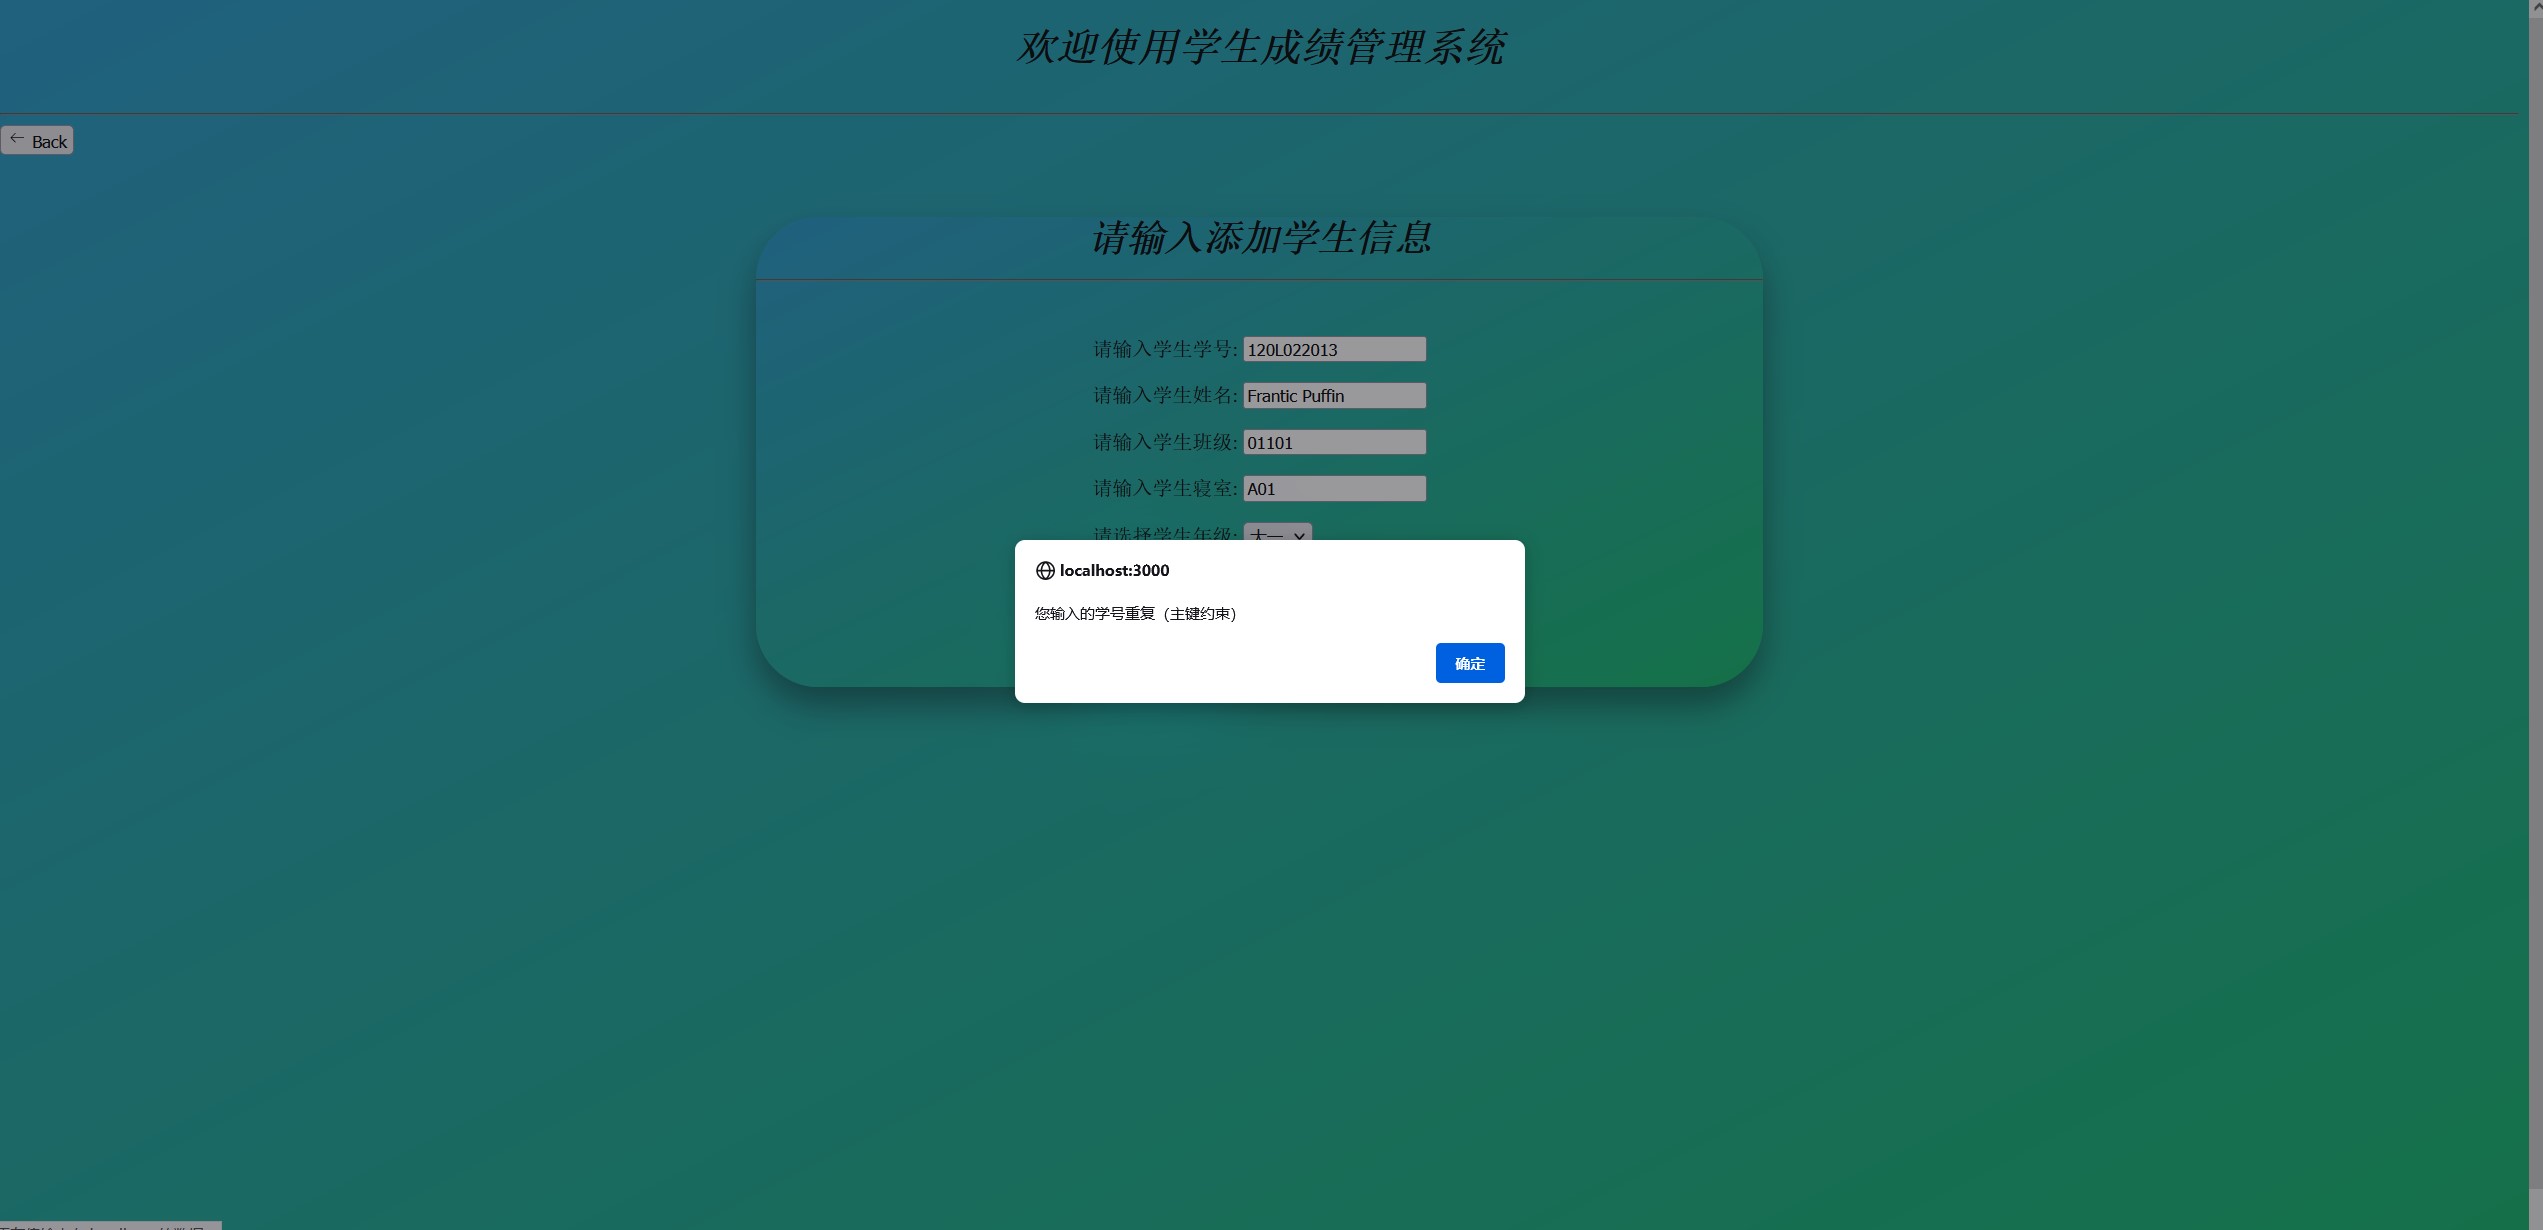 欢迎使用学生成绩管理系统
Back
请输入添加学生信息
请输入学生学号: 120L022013
请输入学生姓名: Frantic Puffin
请输入学生班级: 01101
请输入学生寝室: A01
请选择学生年级: 大一
localhost:3000
您输入的学号重复（主键约束）
确定